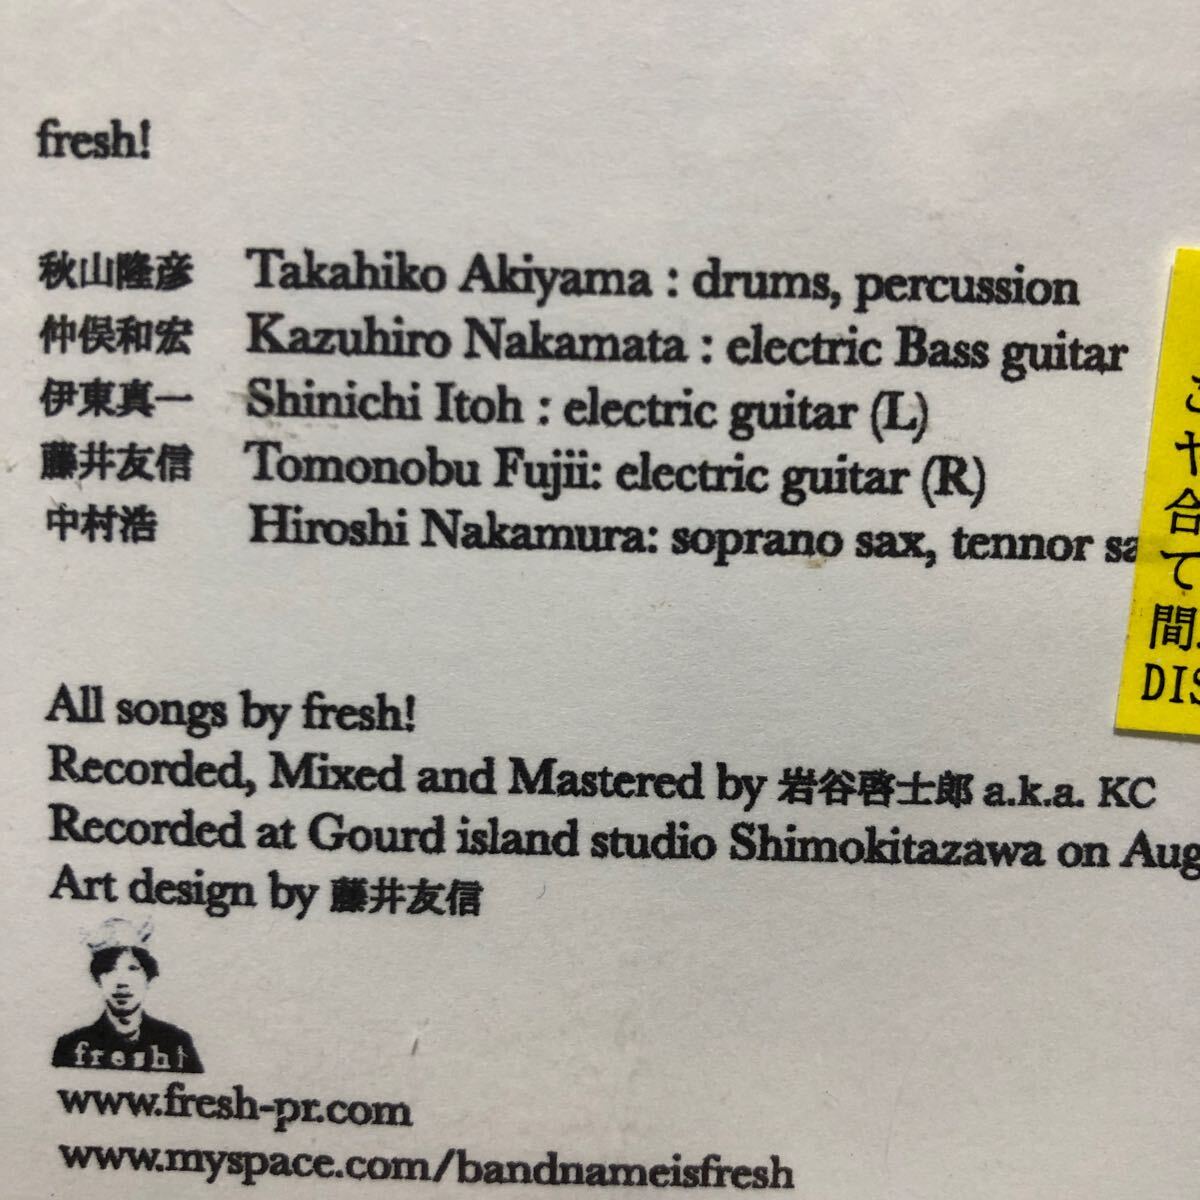 fresh!
秋山隆彦 Takahiko Akiyama : drums, percussion
仲俣和宏 Kazuhiro Nakamata : electric Bass guitar
伊東真一 Shinichi Itoh : electric guitar (L)
藤井友信 Tomonobu Fujii: electric guitar (R)
中村浩 Hiroshi Nakamura: soprano sax, tennor sa
All songs by fresh!
Recorded, Mixed and Mastered by 岩谷啓士郎 a.k.a. KC
Recorded at Gourd island studio Shimokitazawa on Aug
Art design by 藤井友信
fresh!
www.fresh-pr.com
www.myspace.com/bandnameisfresh
合
て
間
DIS